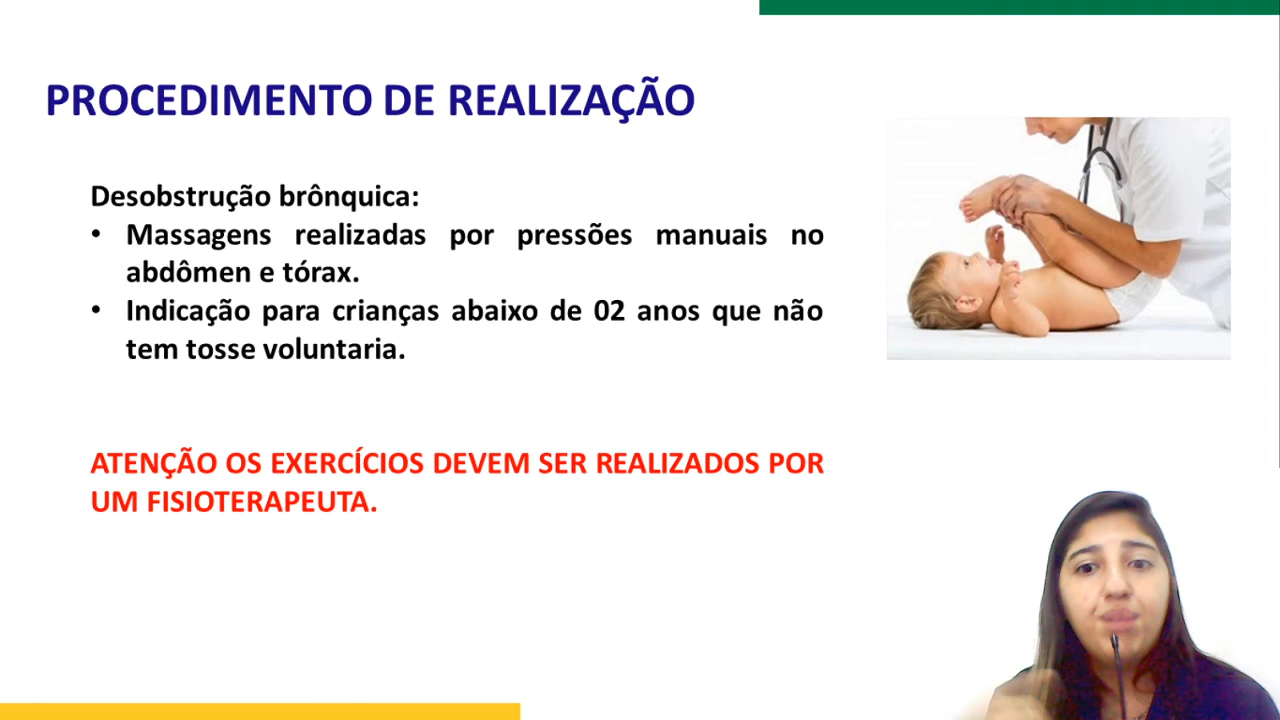 PROCEDIMENTO DE REALIZAÇÃO
Desobstrução brônquica:
• Massagens realizadas por pressões manuais no
abdômen e tórax.
• Indicação para crianças abaixo de 02 anos que não
tem tosse voluntaria.
ATENÇÃO OS EXERCÍCIOS DEVEM SER REALIZADOS POR
UM FISIOTERAPEUTA.